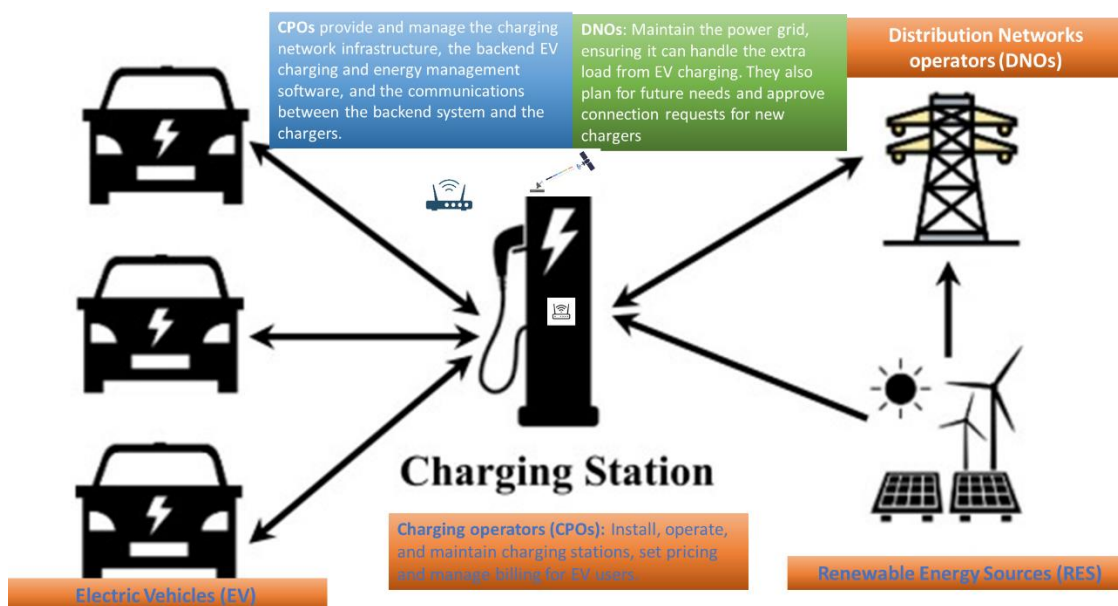 CPOs provide and manage the charging
network infrastructure, the backend EV
charging and energy management
software, and the communications
between the backend system and the
chargers.
DNOs: Maintain the power grid,
ensuring it can handle the extra
load from EV charging. They also
plan for future needs and approve
connection requests for new
chargers
Distribution Networks
operators (DNOs)
Charging Station
Charging operators (CPOs): Install, operate,
and maintain charging stations, set pricing
and manage billing for EV users.
Electric Vehicles (EV)
Renewable Energy Sources (RES)